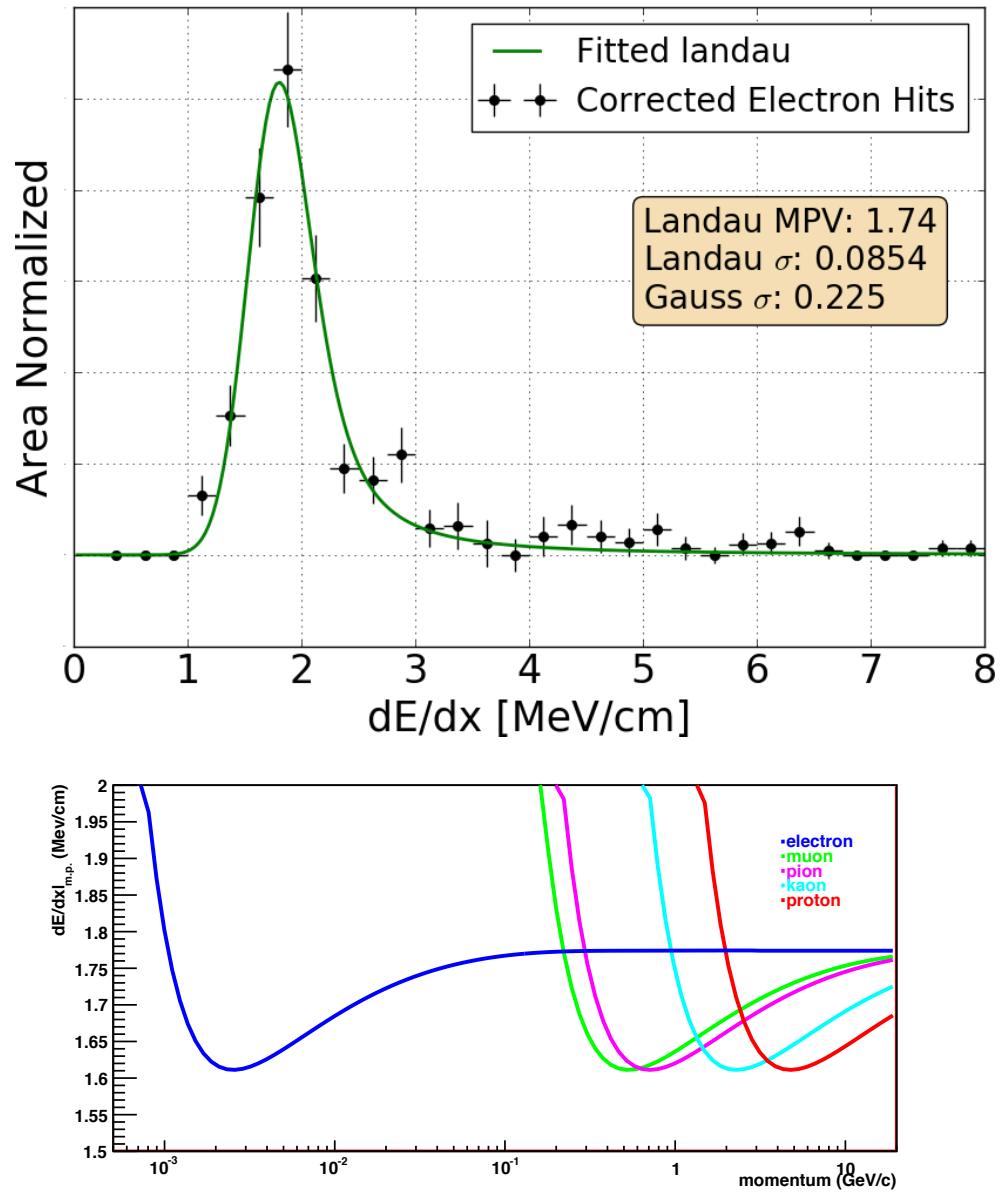 Fitted landau
Corrected Electron Hits
Landau MPV: 1.74
Landau σ: 0.0854
Gauss σ: 0.225
Area Normalized
0 1 2 3 4 5 6 7 8
dE/dx [MeV/cm]
dE/dx|m.p. (Mev/cm)
2
1.95
1.9
1.85
1.8
1.75
1.7
1.65
1.6
1.55
1.5
electron
muon
pion
kaon
proton
10-3 10-2 10-1 1 10
momentum (GeV/c)